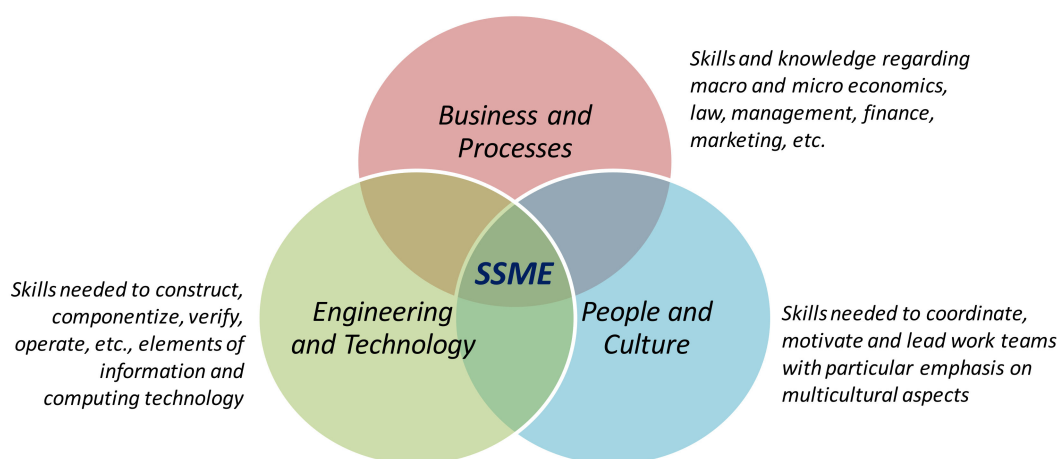 Business and
Processes
Skills and knowledge regarding
macro and micro economics,
law, management, finance,
marketing, etc.
SSME
Engineering
and Technology
People and
Culture
Skills needed to construct,
componentize, verify,
operate, etc., elements of
information and
computing technology
Skills needed to coordinate,
motivate and lead work teams
with particular emphasis on
multicultural aspects